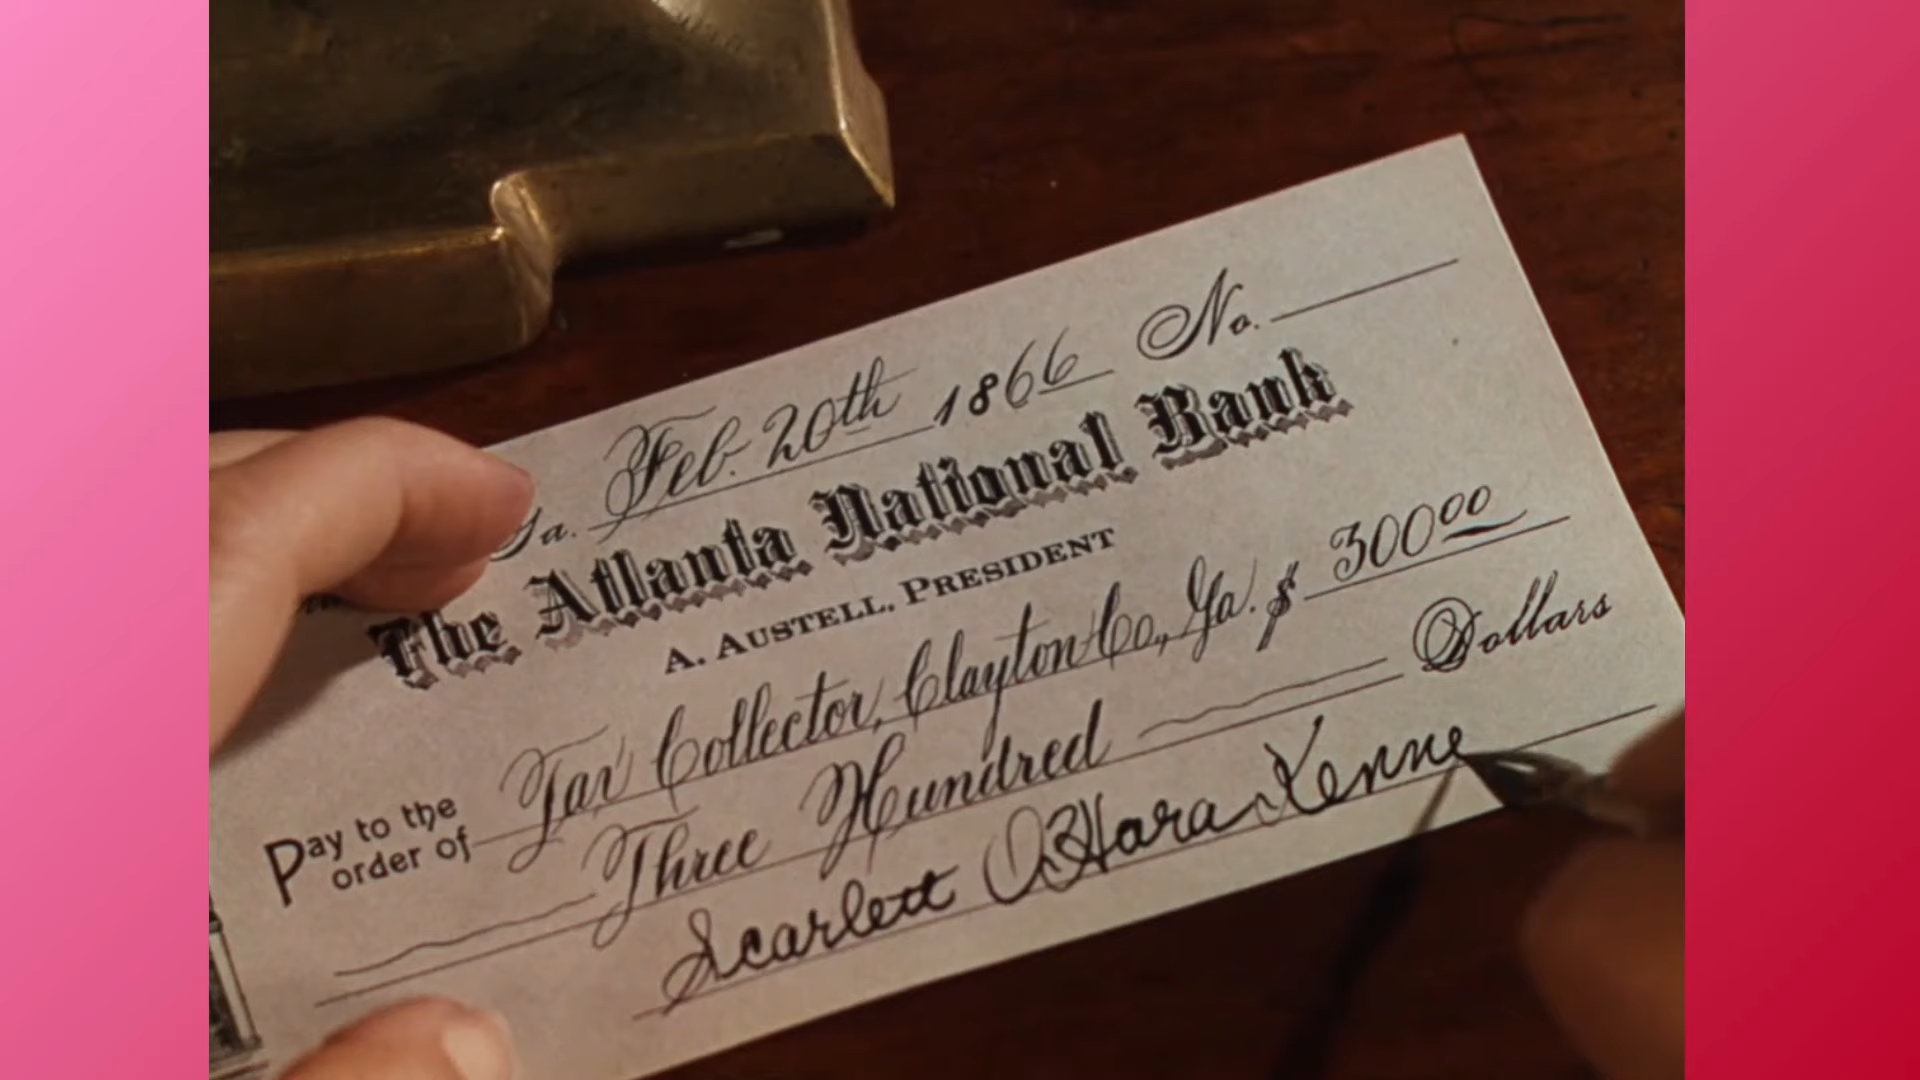 Ga. Feb. 20th 1866 No.
The Atlanta National Bank
A. AUSTELL, PRESIDENT
Pay to the order of Tax Collector, Clayton Co., Ga. $ 300 00
Three Hundred Dollars
Scarlett O'Hara Kenne